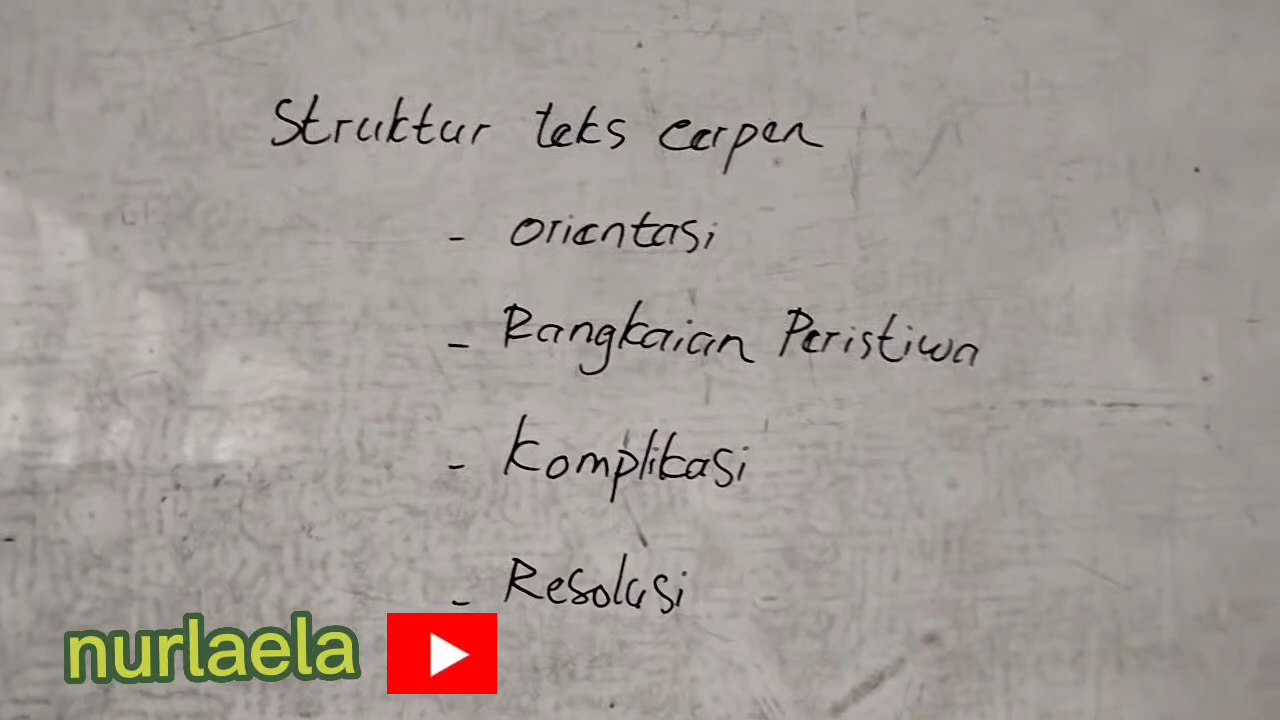 Struktur teks cerpen
- Orientasi
- Rangkaian Peristiwa
- Komplikasi
- Resolusi
nurlaela